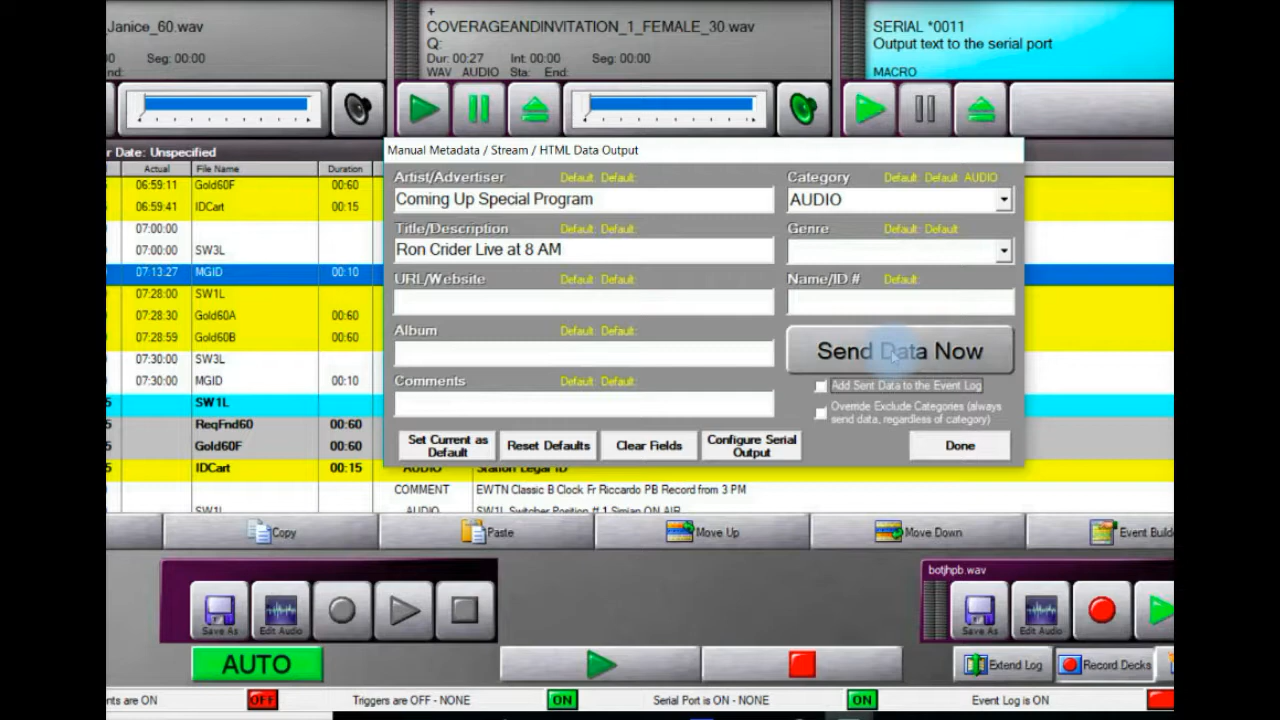 Janice_60.wav
Seg: 00:00
+
COVERAGEANDINVITATION_1_FEMALE_30.wav
Q:
Dur: 00:27 Int: 00:00 Seg: 00:00
WAV AUDIO Sta: End:
SERIAL *0011
Output text to the serial port
MACRO
r Date: Unspecified
Actual File Name Duration
06:59:11 Gold60F 00:60
06:59:41 IDCart 00:15
07:00:00
07:00:00 SW3L
07:13:27 MGID 00:10
07:28:00 SW1L
07:28:30 Gold60A 00:60
07:28:59 Gold60B 00:60
07:30:00 SW3L
07:30:00 MGID 00:10
5 SW1L
5 ReqFnd60 00:60
5 Gold60F 00:60
5 IDCart 00:15 AUDIO Station Legal ID
COMMENT EWTN Classic B Clock Fr Riccardo PB Record from 3 PM
SW1L AUDIO SW1L Switcher Position # 1 Simian ON AIR
Manual Metadata / Stream / HTML Data Output
Artist/Advertiser Default: Default:
Coming Up Special Program
Title/Description Default: Default:
Ron Crider Live at 8 AM
URL/Website Default: Default:
Album Default: Default:
Comments Default: Default:
Category Default: Default: AUDIO
AUDIO
Genre Default: Default:
Name/ID # Default:
Send Data Now
Add Sent Data to the Event Log
Override Exclude Categories (always
send data, regardless of category)
Set Current as
Default
Reset Defaults
Clear Fields
Configure Serial
Output
Done
Copy Paste Move Up Move Down Event Builde
botjhpb.wav
Save As Edit Audio Save As Edit Audio
AUTO Extend Log Record Decks
nts are ON OFF Triggers are OFF - NONE ON Serial Port is ON - NONE ON Event Log is ON